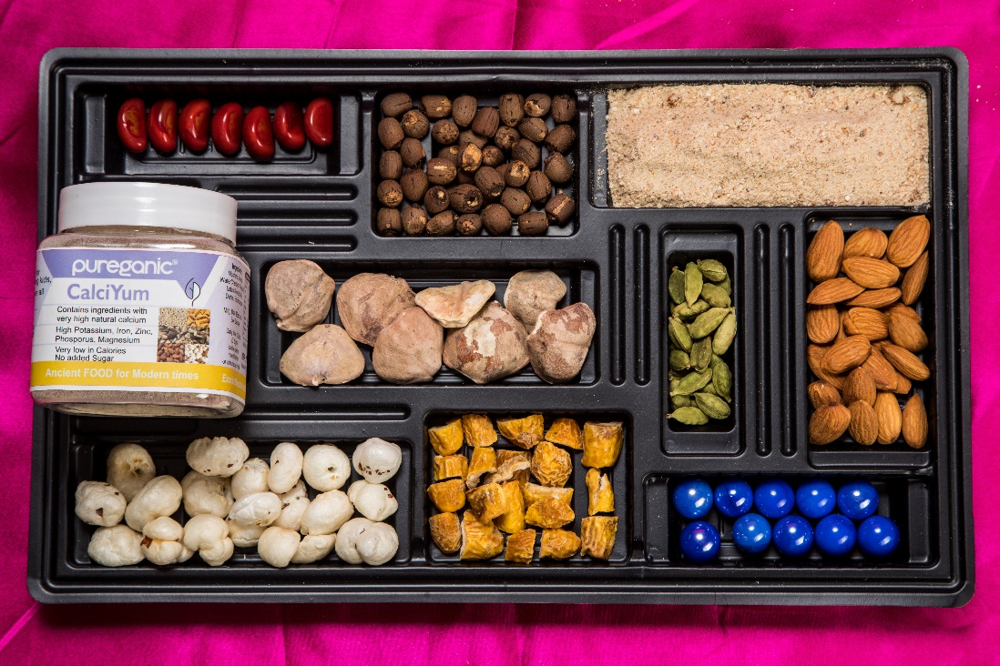 pureganic
CalciYum
Contains ingredients with
very high natural calcium
High Potassium, Iron, Zinc,
Phosporus, Magnesium
Very low in Calories
No added Sugar
Ancient FOOD for Modern times
kids,